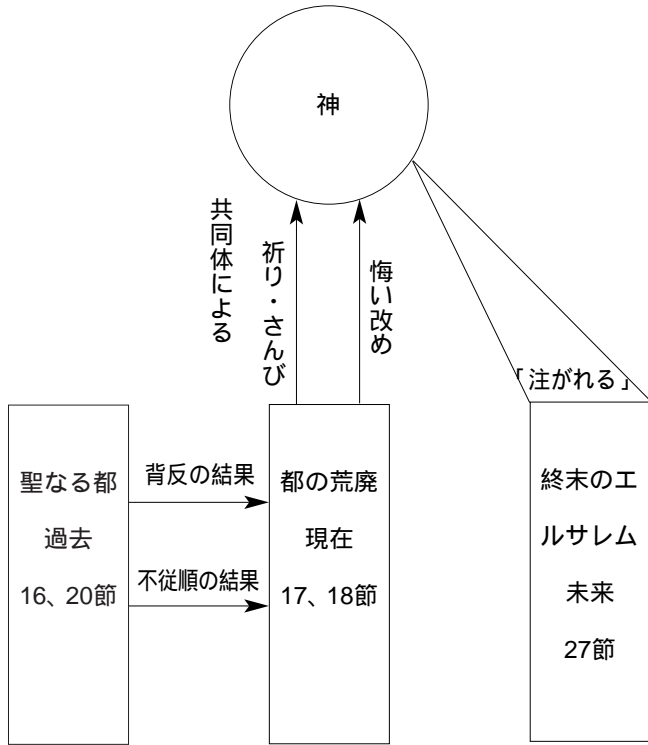 神
共同体による
祈り・さんび
悔い改め
「注がれる」
聖なる都
過去
16、20節
背反の結果
不従順の結果
都の荒廃
現在
17、18節
終末のエ
ルサレム
未来
27節